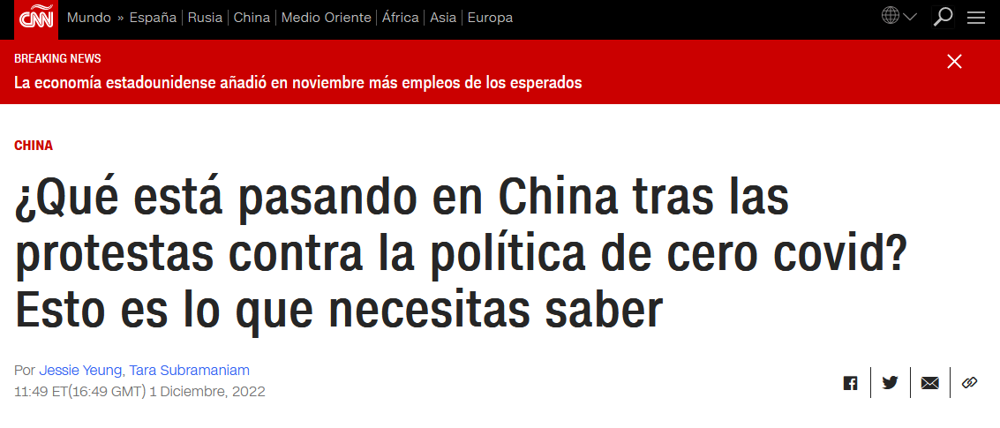 CNN
Mundo » España | Rusia | China | Medio Oriente | África | Asia | Europa
BREAKING NEWS
La economía estadounidense añadió en noviembre más empleos de los esperados
CHINA
¿Qué está pasando en China tras las
protestas contra la política de cero covid?
Esto es lo que necesitas saber
Por Jessie Yeung, Tara Subramaniam
11:49 ET(16:49 GMT) 1 Diciembre, 2022